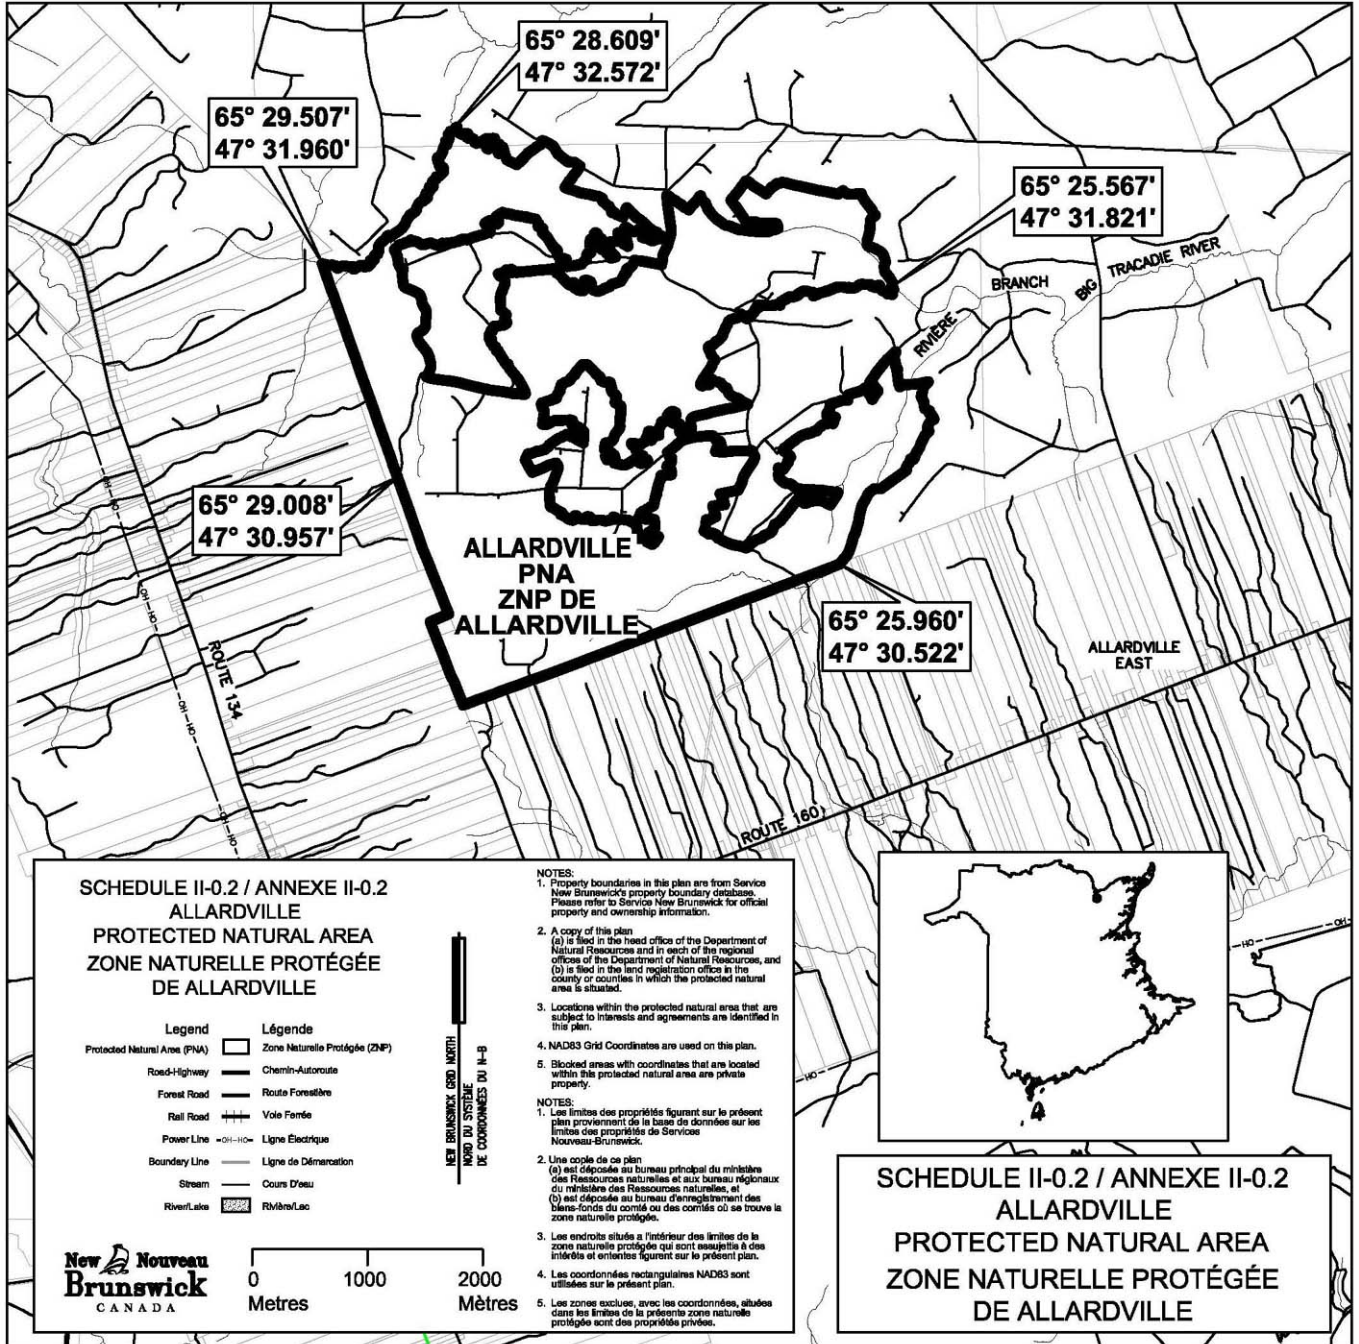 65° 28.609'
47° 32.572'
65° 29.507'
47° 31.960'
65° 25.567'
47° 31.821'
RIVIÈRE BRANCH BIG TRACADIE RIVER
65° 29.008'
47° 30.957'
ALLARDVILLE
PNA
ZNP DE
ALLARDVILLE
65° 25.960'
47° 30.522'
ALLARDVILLE
EAST
ROUTE 134
ROUTE 160
OH-HO
OH-HO
OH-HO
OH-HO
HO
HO
OH
SCHEDULE II-0.2 / ANNEXE II-0.2
ALLARDVILLE
PROTECTED NATURAL AREA
ZONE NATURELLE PROTÉGÉE
DE ALLARDVILLE
Legend Légende
Protected Natural Area (PNA) Zone Naturelle Protégée (ZNP)
Road-Highway Chemin-Autoroute
Forest Road Route Forestière
Rail Road Voie Ferrée
Power Line -OH-HO- Ligne Électrique
Boundary Line Ligne de Démarcation
Stream Cours D'eau
River/Lake Rivière/Lac
NEW BRUNSWICK GRID NORTH
NORD DU SYSTÈME
DE COORDONNÉES DU N-B
New Nouveau
Brunswick
CANADA
0 1000 2000
Metres Mètres
NOTES:
1. Property boundaries in this plan are from Service
New Brunswick's property boundary database.
Please refer to Service New Brunswick for official
property and ownership information.
2. A copy of this plan
(a) is filed in the head office of the Department of
Natural Resources and in each of the regional
offices of the Department of Natural Resources, and
(b) is filed in the land registration office in the
county or counties in which the protected natural
area is situated.
3. Locations within the protected natural area that are
subject to interests and agreements are identified in
this plan.
4. NAD83 Grid Coordinates are used on this plan.
5. Blocked areas with coordinates that are located
within this protected natural area are private
property.
NOTES:
1. Les limites des propriétés figurant sur le présent
plan proviennent de la base de données sur les
limites des propriétés de Services
Nouveau-Brunswick.
2. Une copie de ce plan
(a) est déposée au bureau principal du ministère
des Ressources naturelles et aux bureau régionaux
du ministère des Ressources naturelles, et
(b) est déposée au bureau d'enregistrement des
biens-fonds du comté ou des comtés où se trouve la
zone naturelle protégée.
3. Les endroits situés a l'intérieur des limites de la
zone naturelle protégée qui sont assujettis à des
intérêts et ententes figurent sur le présent plan.
4. Les coordonnées rectangulaires NAD83 sont
utilisées sur le présent plan.
5. Les zones exclues, avec les coordonnées, situées
dans les limites de la présente zone naturelle
protégée sont des propriétés privées.
SCHEDULE II-0.2 / ANNEXE II-0.2
ALLARDVILLE
PROTECTED NATURAL AREA
ZONE NATURELLE PROTÉGÉE
DE ALLARDVILLE